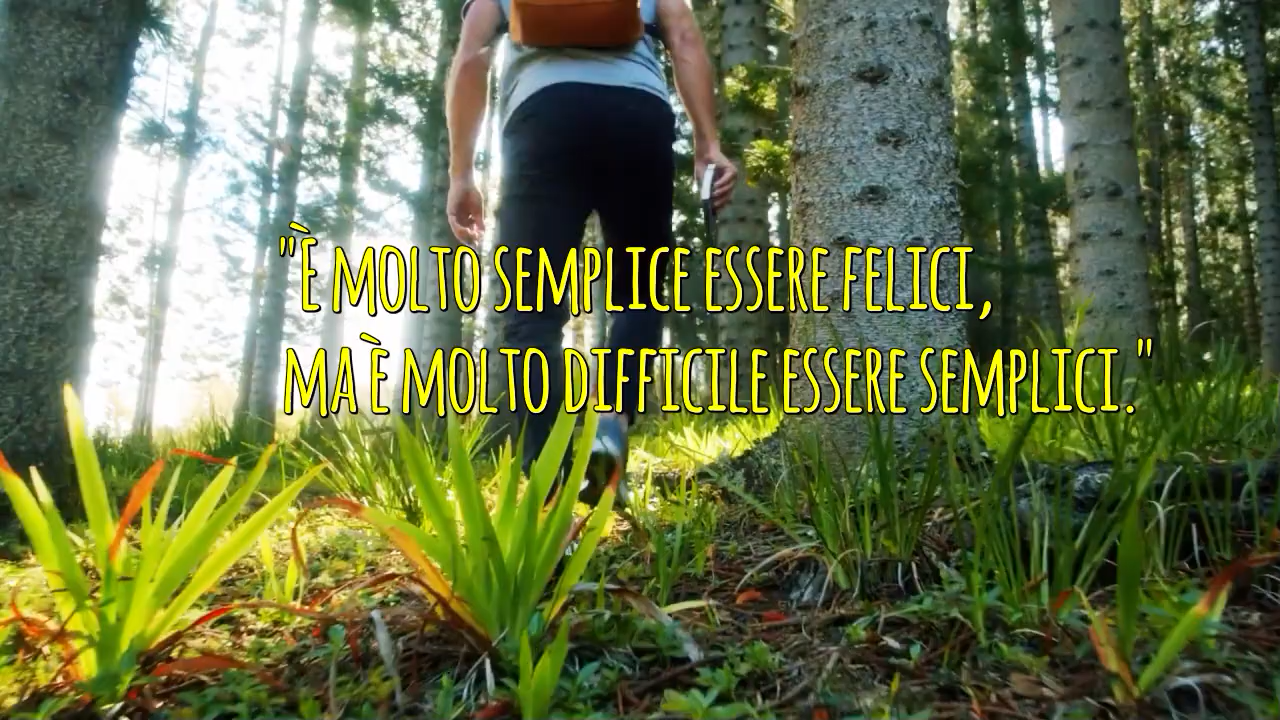 "È MOLTO SEMPLICE ESSERE FELICI,
MA È MOLTO DIFFICILE ESSERE SEMPLICI."